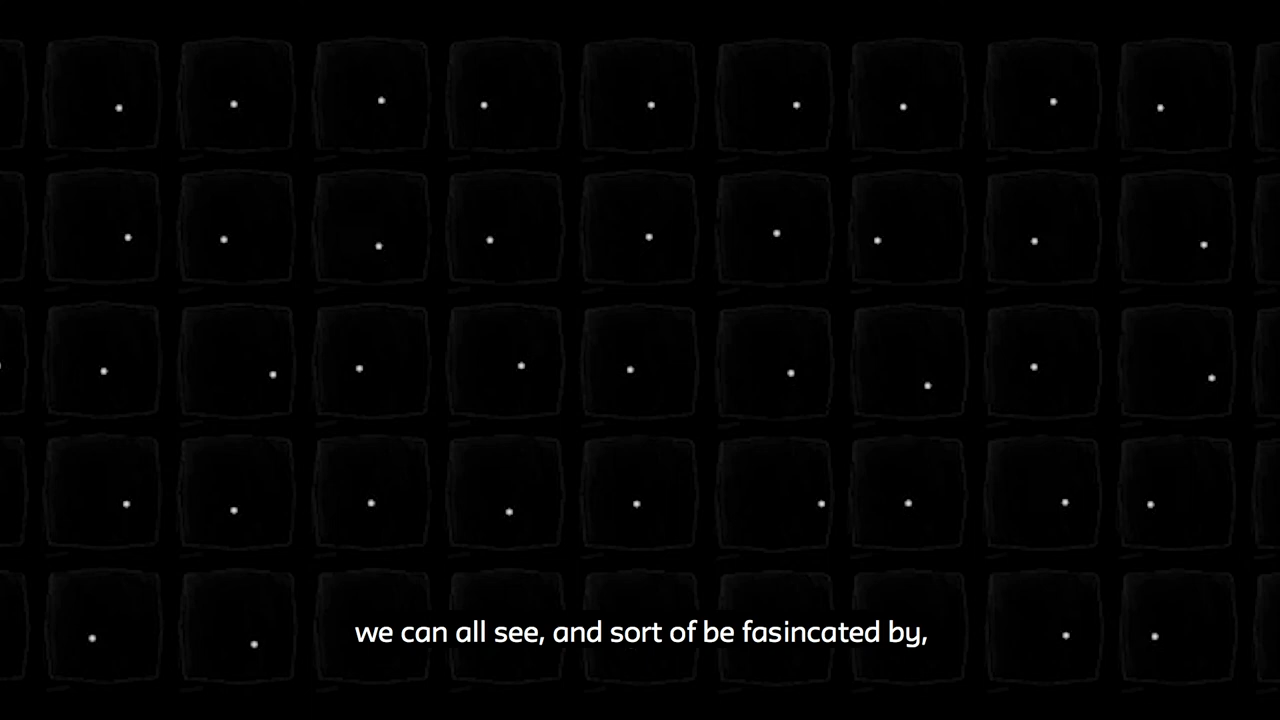 we can all see, and sort of be fasincated by,